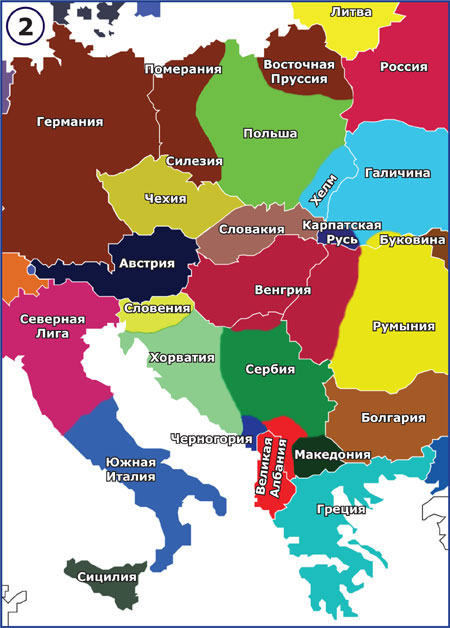 2
Литва
Померания
Восточная
Пруссия
Россия
Германия
Польша
Силезия
Хелм
Галичина
Чехия
Словакия
Карпатская
Русь
Буковина
Австрия
Венгрия
Словения
Северная
Лига
Румыния
Хорватия
Сербия
Болгария
Черногория
Великая
Албания
Македония
Южная
Италия
Греция
Сицилия